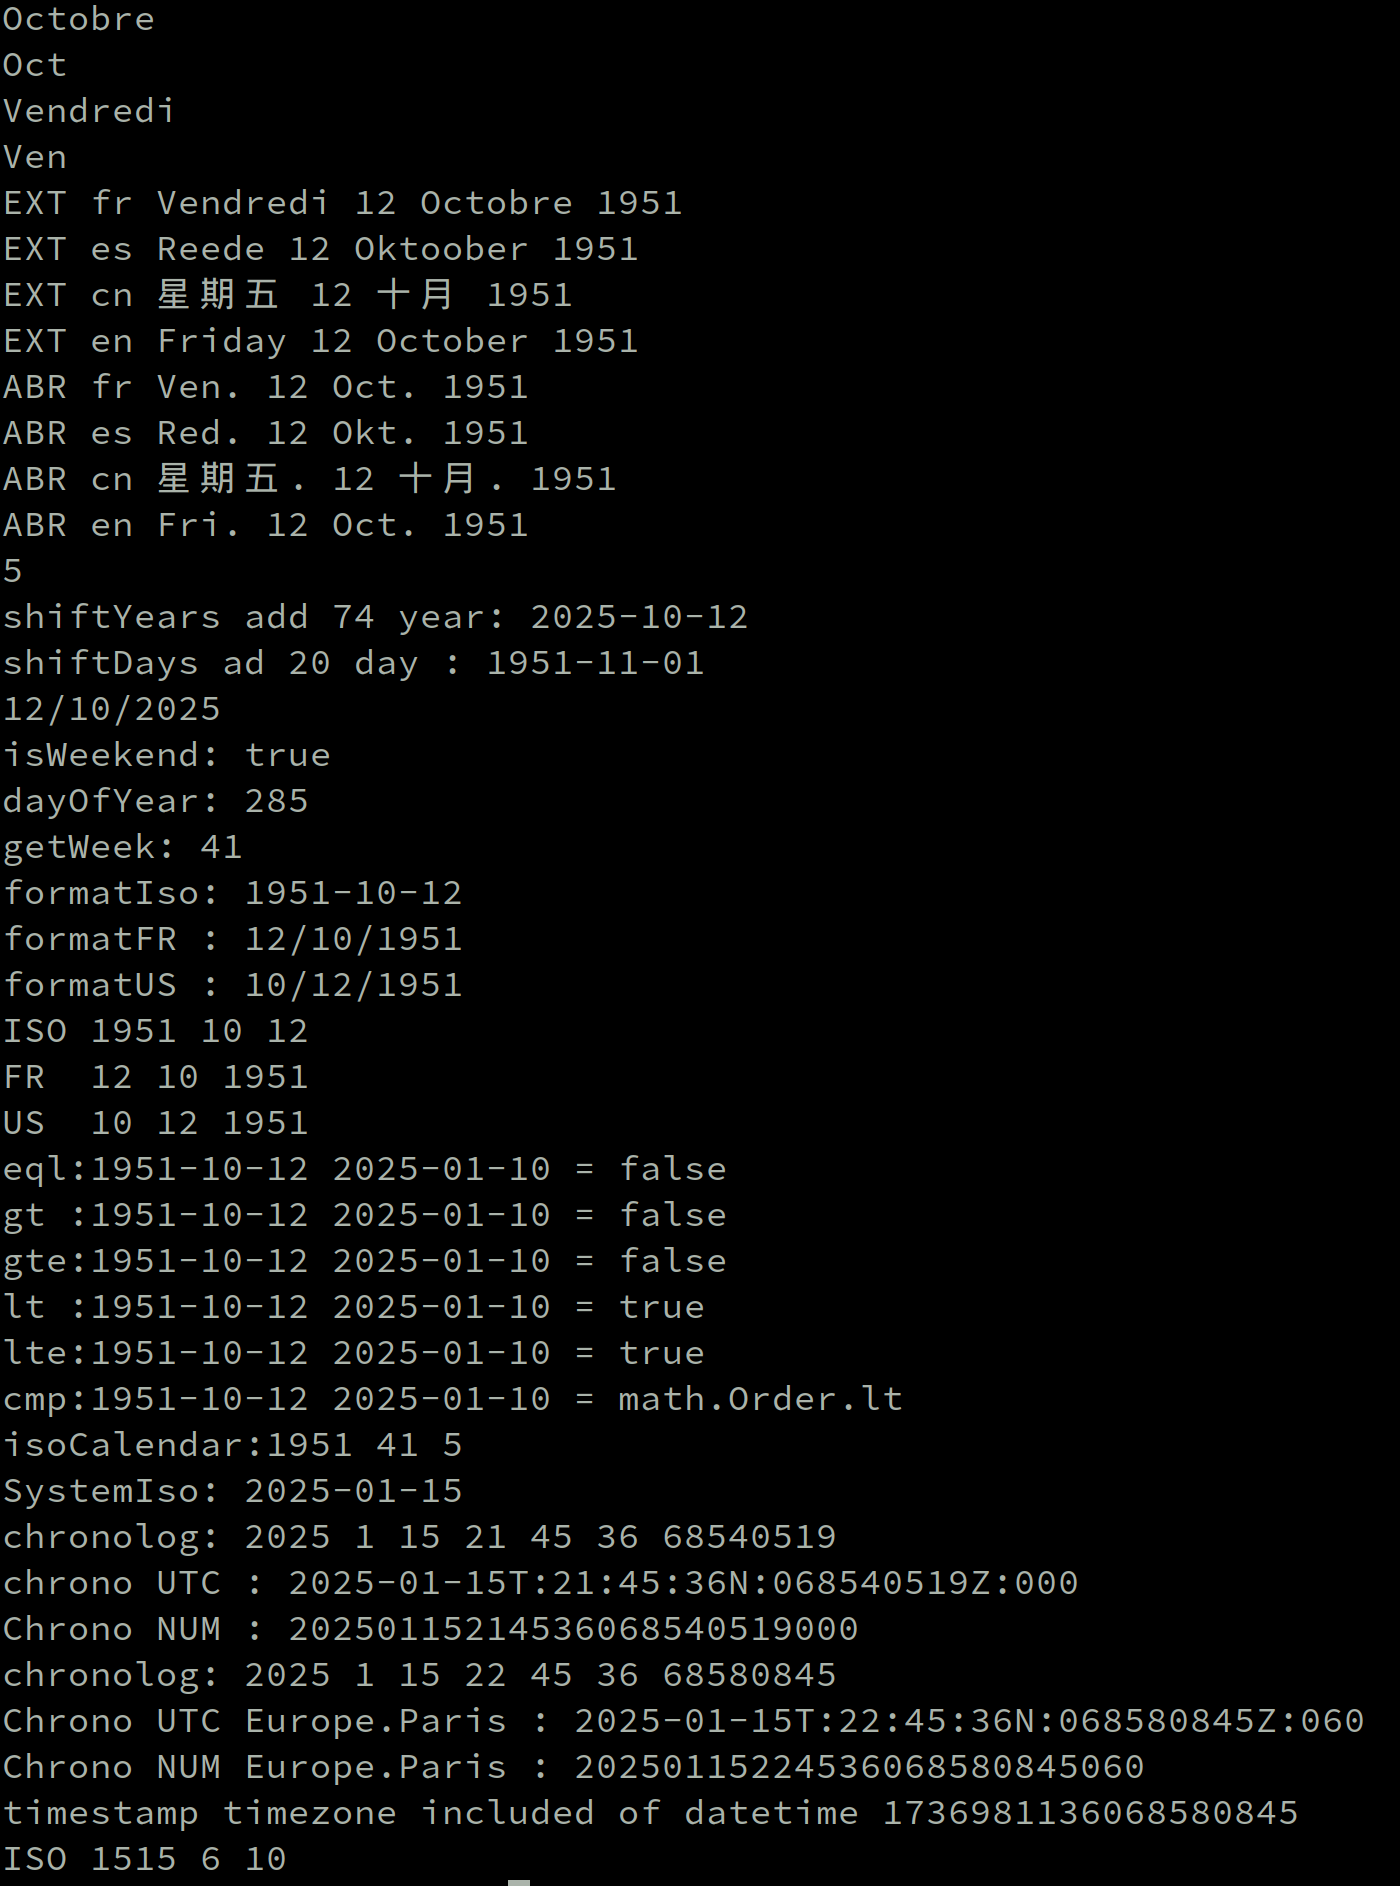 Octobre
Oct
Vendredi
Ven
EXT fr Vendredi 12 Octobre 1951
EXT es Reede 12 Oktoober 1951
EXT cn 星期五 12 十月 1951
EXT en Friday 12 October 1951
ABR fr Ven. 12 Oct. 1951
ABR es Red. 12 Okt. 1951
ABR cn 星期五. 12 十月. 1951
ABR en Fri. 12 Oct. 1951
5
shiftYears add 74 year: 2025-10-12
shiftDays ad 20 day : 1951-11-01
12/10/2025
isWeekend: true
dayOfYear: 285
getWeek: 41
formatIso: 1951-10-12
formatFR : 12/10/1951
formatUS : 10/12/1951
ISO 1951 10 12
FR  12 10 1951
US  10 12 1951
eql:1951-10-12 2025-01-10 = false
gt :1951-10-12 2025-01-10 = false
gte:1951-10-12 2025-01-10 = false
lt :1951-10-12 2025-01-10 = true
lte:1951-10-12 2025-01-10 = true
cmp:1951-10-12 2025-01-10 = math.Order.lt
isoCalendar:1951 41 5
SystemIso: 2025-01-15
chronolog: 2025 1 15 21 45 36 68540519
chrono UTC : 2025-01-15T:21:45:36N:068540519Z:000
Chrono NUM : 20250115214536068540519000
chronolog: 2025 1 15 22 45 36 68580845
Chrono UTC Europe.Paris : 2025-01-15T:22:45:36N:068580845Z:060
Chrono NUM Europe.Paris : 20250115224536068580845060
timestamp timezone included of datetime 1736981136068580845
ISO 1515 6 10